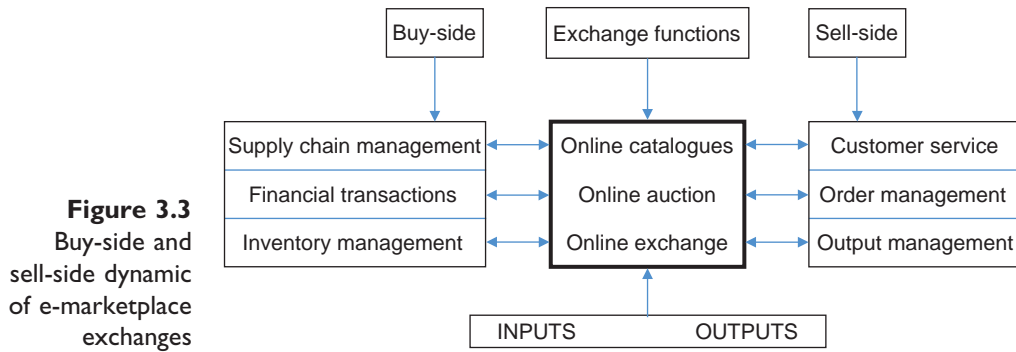 Buy-side Exchange functions Sell-side
Supply chain management Online catalogues Customer service
Financial transactions Online auction Order management
Inventory management Online exchange Output management
INPUTS OUTPUTS
Figure 3.3
Buy-side and
sell-side dynamic
of e-marketplace
exchanges